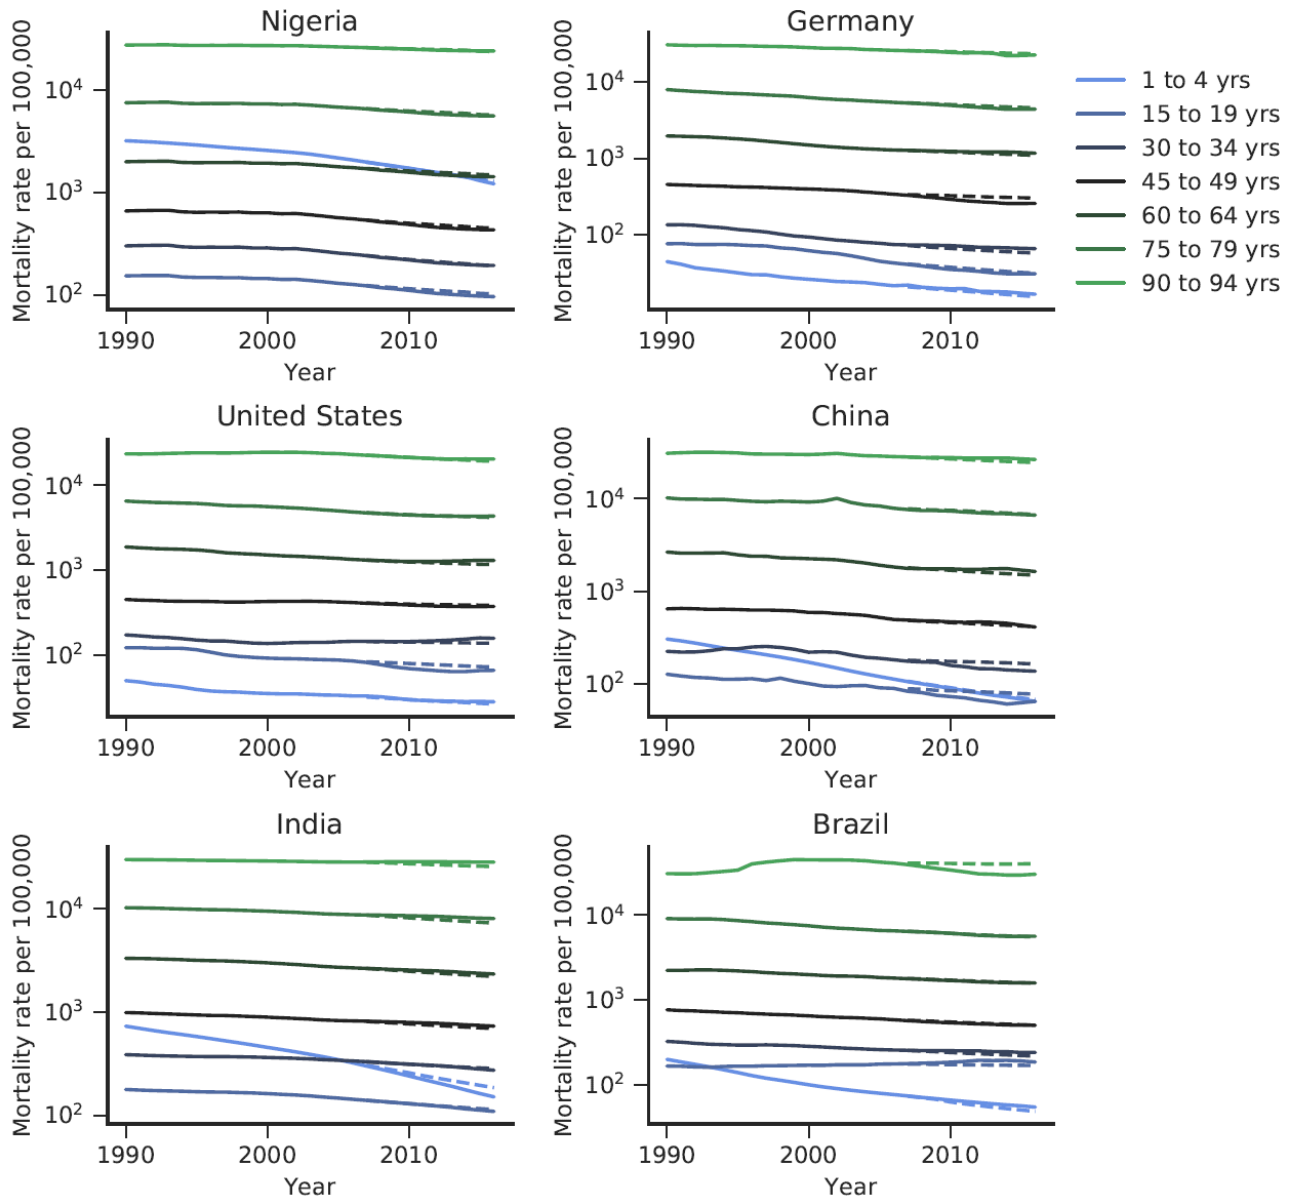 Nigeria
Mortality rate per 100,000
10⁴
10³
10²
1990 2000 2010
Year
Germany
Mortality rate per 100,000
10⁴
10³
10²
1990 2000 2010
Year
1 to 4 yrs
15 to 19 yrs
30 to 34 yrs
45 to 49 yrs
60 to 64 yrs
75 to 79 yrs
90 to 94 yrs
United States
Mortality rate per 100,000
10⁴
10³
10²
1990 2000 2010
Year
China
Mortality rate per 100,000
10⁴
10³
10²
1990 2000 2010
Year
India
Mortality rate per 100,000
10⁴
10³
10²
1990 2000 2010
Year
Brazil
Mortality rate per 100,000
10⁴
10³
10²
1990 2000 2010
Year